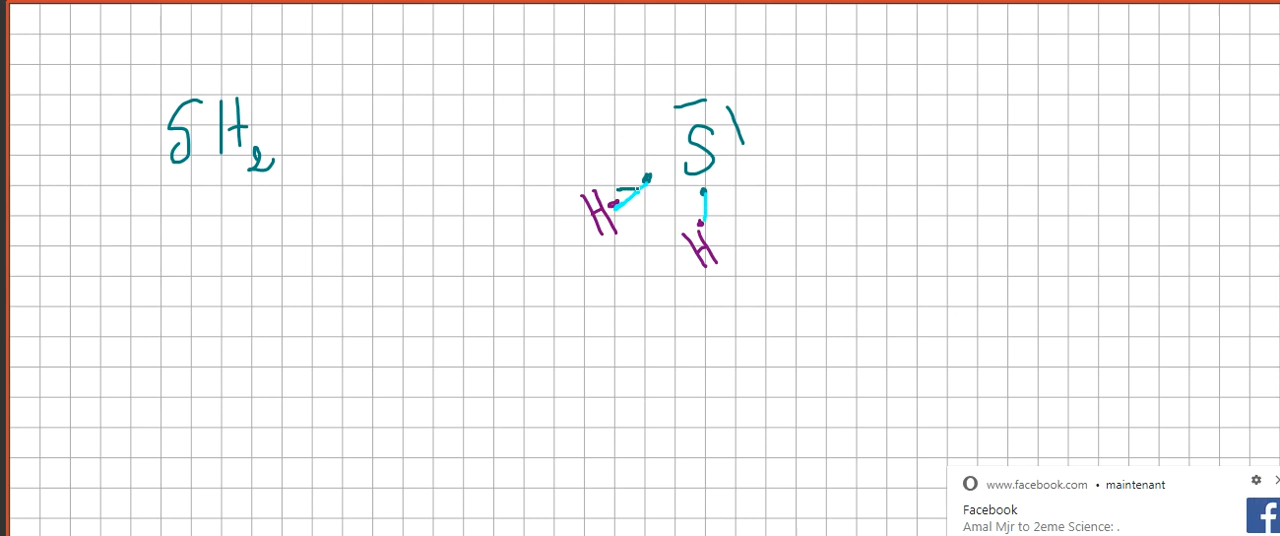 SH₂
S
H
H
www.facebook.com • maintenant
Facebook
Amal Mjr to 2eme Science: .